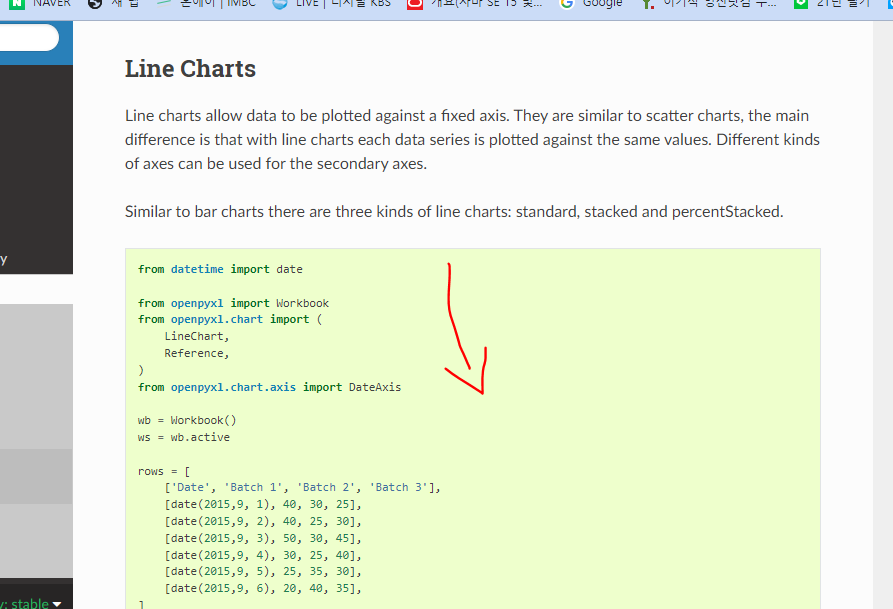 NAVER
온에어 | iMBC
LIVE | 디지털 KBS
Google
Line Charts
Line charts allow data to be plotted against a fixed axis. They are similar to scatter charts, the main
difference is that with line charts each data series is plotted against the same values. Different kinds
of axes can be used for the secondary axes.
Similar to bar charts there are three kinds of line charts: standard, stacked and percentStacked.
y
from datetime import date
from openpyxl import Workbook
from openpyxl.chart import (
    LineChart,
    Reference,
)
from openpyxl.chart.axis import DateAxis
wb = Workbook()
ws = wb.active
rows = [
    ['Date', 'Batch 1', 'Batch 2', 'Batch 3'],
    [date(2015,9, 1), 40, 30, 25],
    [date(2015,9, 2), 40, 25, 30],
    [date(2015,9, 3), 50, 30, 45],
    [date(2015,9, 4), 30, 25, 40],
    [date(2015,9, 5), 25, 35, 30],
    [date(2015,9, 6), 20, 40, 35],
]
y: stable